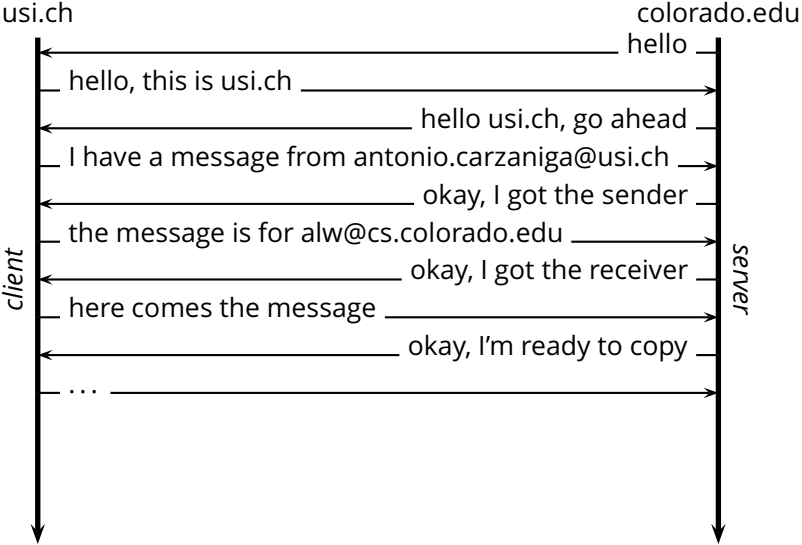 usi.ch
colorado.edu
hello
hello, this is usi.ch
hello usi.ch, go ahead
I have a message from antonio.carzaniga@usi.ch
okay, I got the sender
the message is for alw@cs.colorado.edu
okay, I got the receiver
client
server
here comes the message
okay, I’m ready to copy
. . .